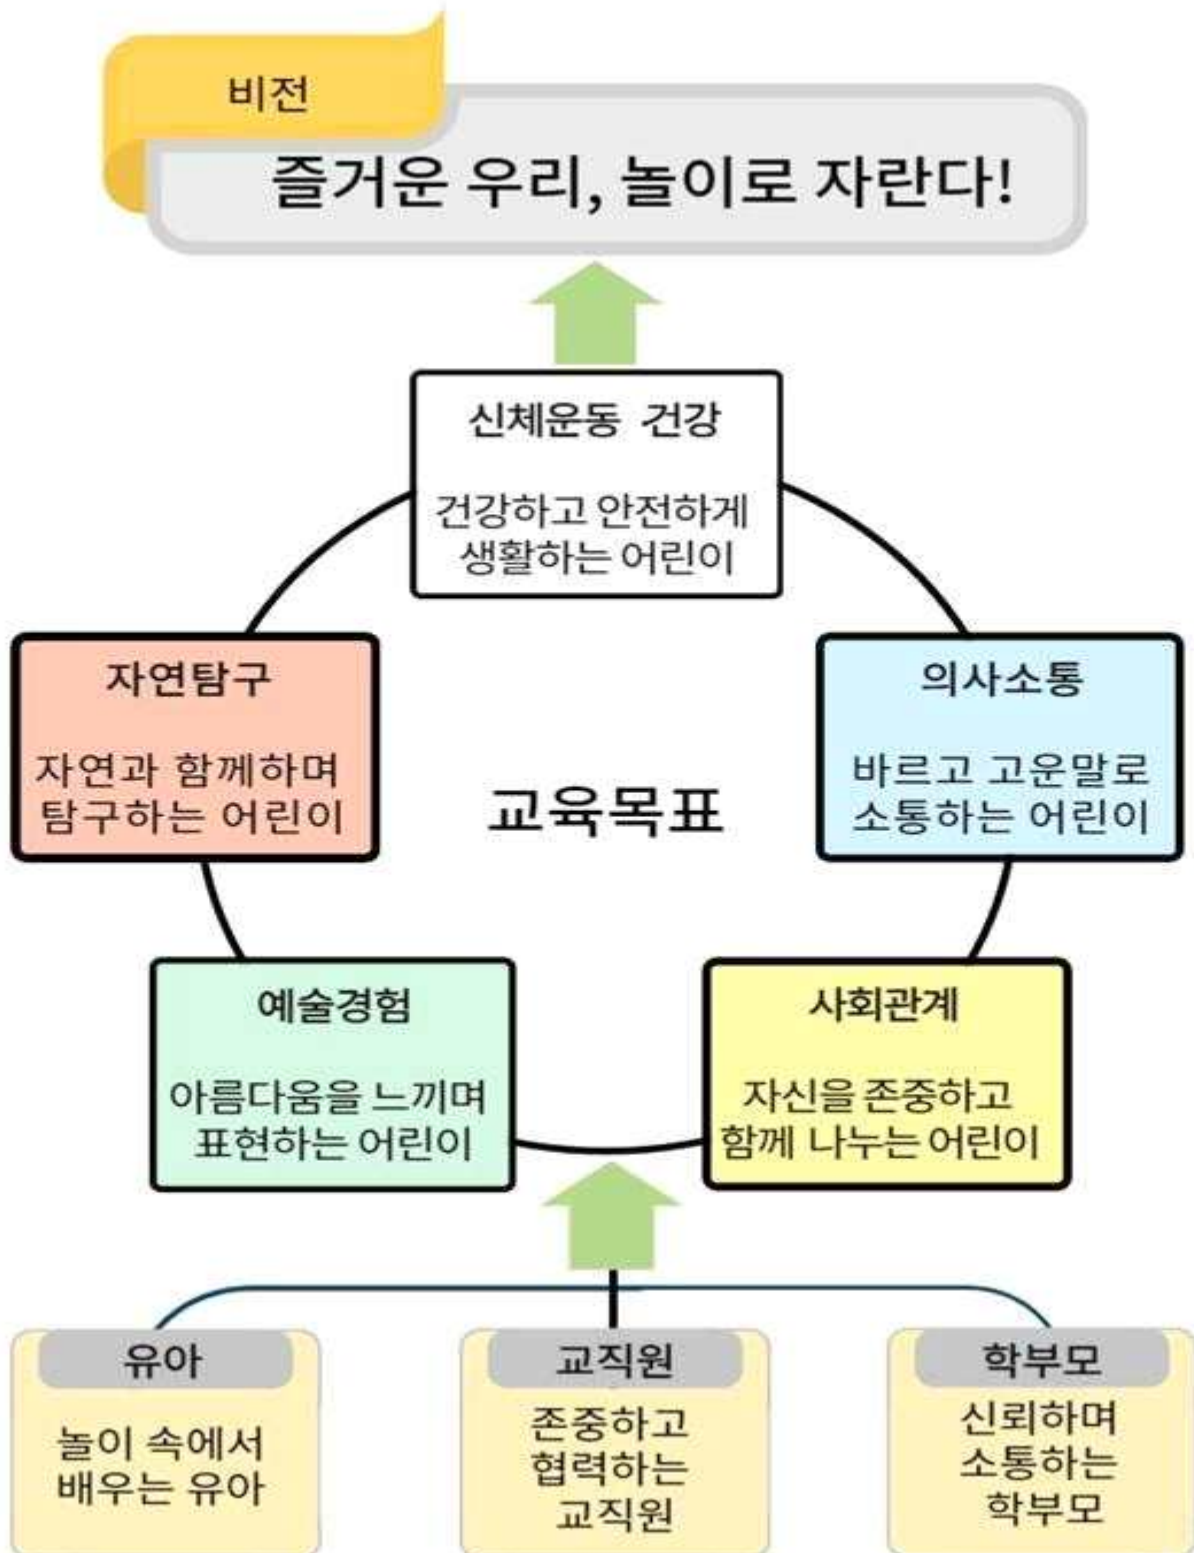 비전
즐거운 우리, 놀이로 자란다!
신체운동 건강
건강하고 안전하게
생활하는 어린이
자연탐구
자연과 함께하며
탐구하는 어린이
의사소통
바르고 고운말로
소통하는 어린이
교육목표
예술경험
아름다움을 느끼며
표현하는 어린이
사회관계
자신을 존중하고
함께 나누는 어린이
유아
놀이 속에서
배우는 유아
교직원
존중하고
협력하는
교직원
학부모
신뢰하며
소통하는
학부모